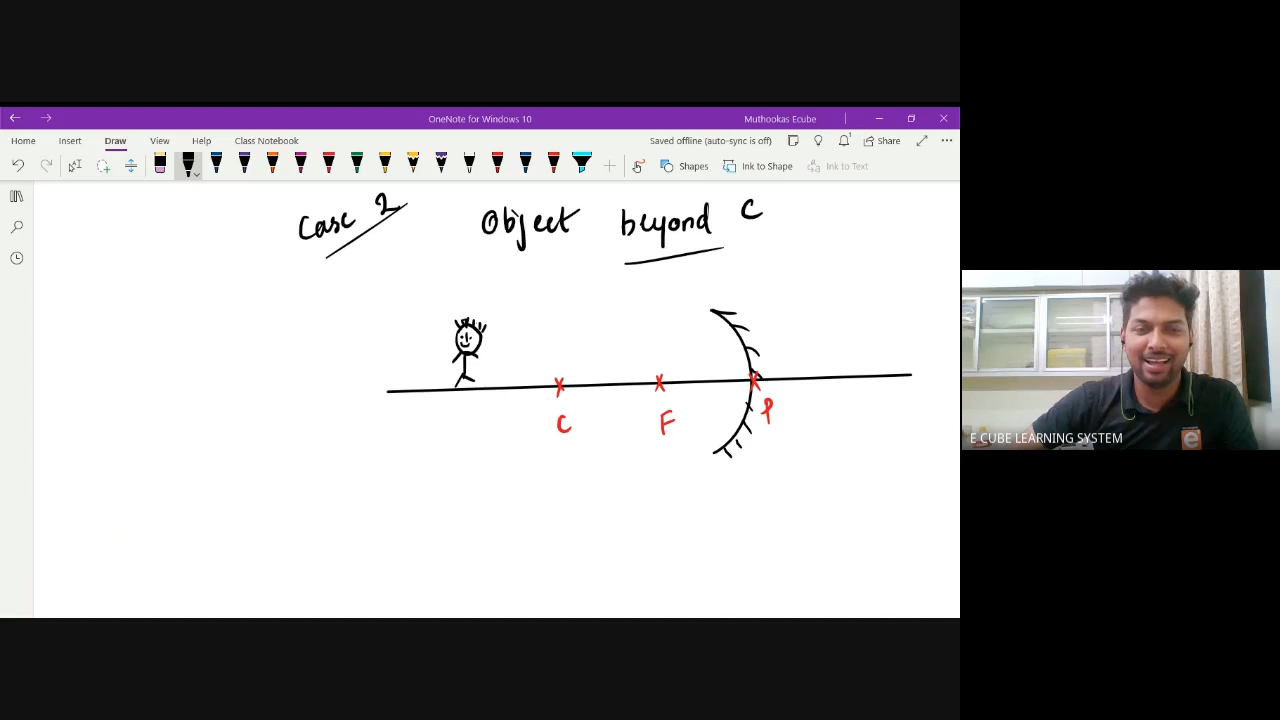 OneNote for Windows 10
Muthookas Ecube
Home Insert Draw View Help Class Notebook
Saved offline (auto-sync is off)
1
Share
Shapes
Ink to Shape
Ink to Text
Case 2 Object beyond C
C F P
E CUBE LEARNING SYSTEM
e